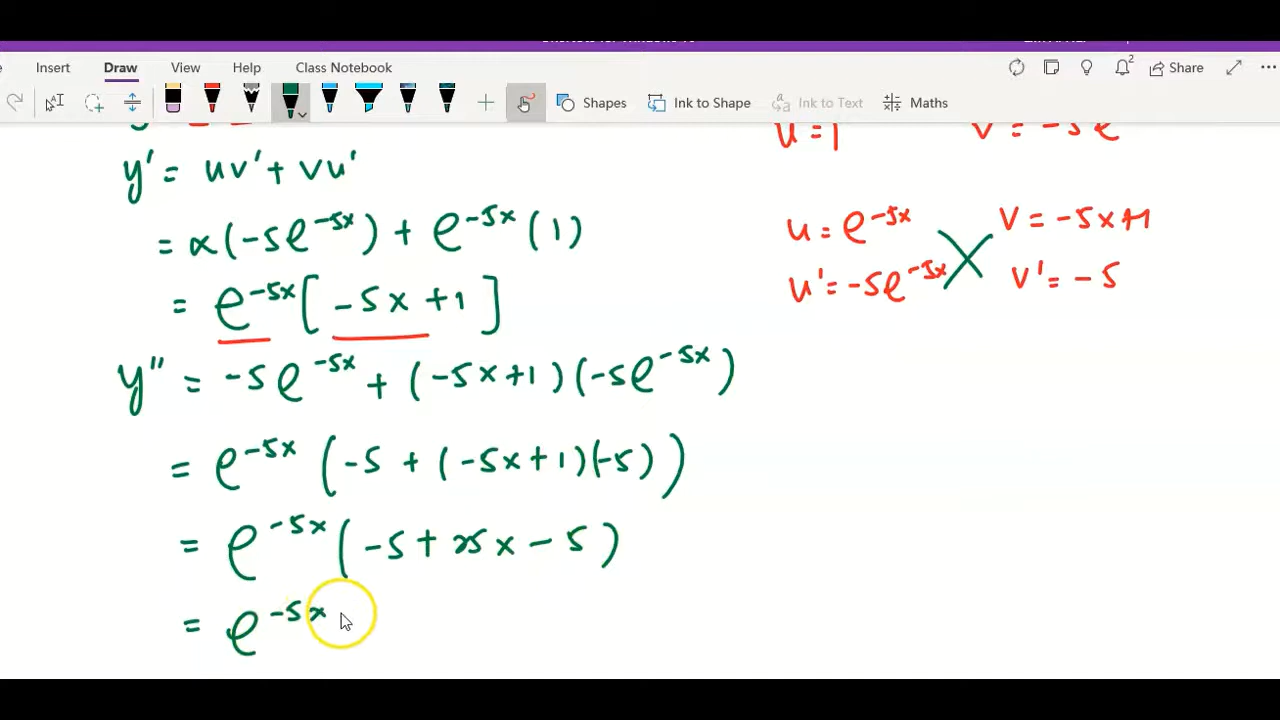 Insert Draw View Help Class Notebook Share
Shapes Ink to Shape Ink to Text Maths
y' = uv' + vu'
= x(-5e^{-5x}) + e^{-5x}(1)
= e^{-5x}[-5x+1]
y'' = -5e^{-5x} + (-5x+1)(-5e^{-5x})
= e^{-5x}(-5+(-5x+1)(-5))
= e^{-5x}(-5+25x-5)
= e^{-5x}
u = e^{-5x} v = -5x+1
u' = -5e^{-5x} v' = -5